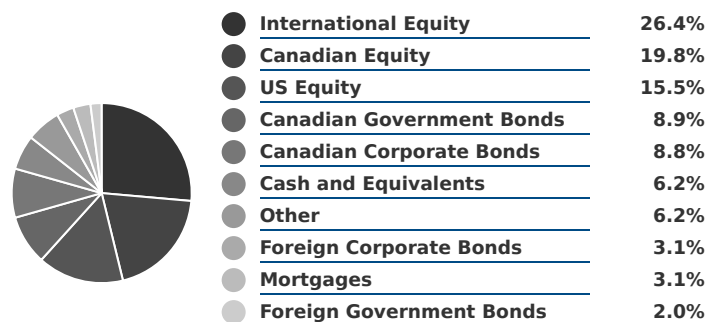 International Equity 26.4%
Canadian Equity 19.8%
US Equity 15.5%
Canadian Government Bonds 8.9%
Canadian Corporate Bonds 8.8%
Cash and Equivalents 6.2%
Other 6.2%
Foreign Corporate Bonds 3.1%
Mortgages 3.1%
Foreign Government Bonds 2.0%